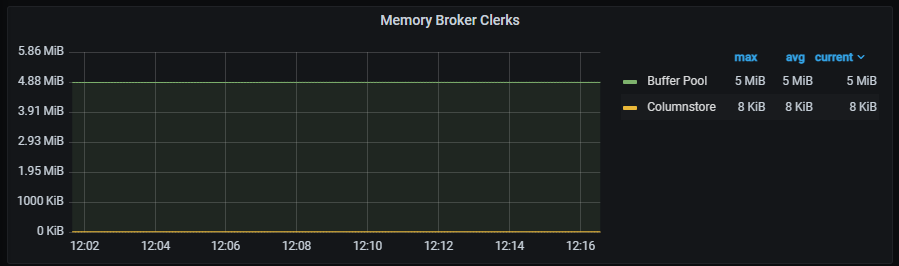 Memory Broker Clerks
5.86 MiB
4.88 MiB
3.91 MiB
2.93 MiB
1.95 MiB
1000 KiB
0 KiB
12:02 12:04 12:06 12:08 12:10 12:12 12:14 12:16
max avg current
Buffer Pool 5 MiB 5 MiB 5 MiB
Columnstore 8 KiB 8 KiB 8 KiB